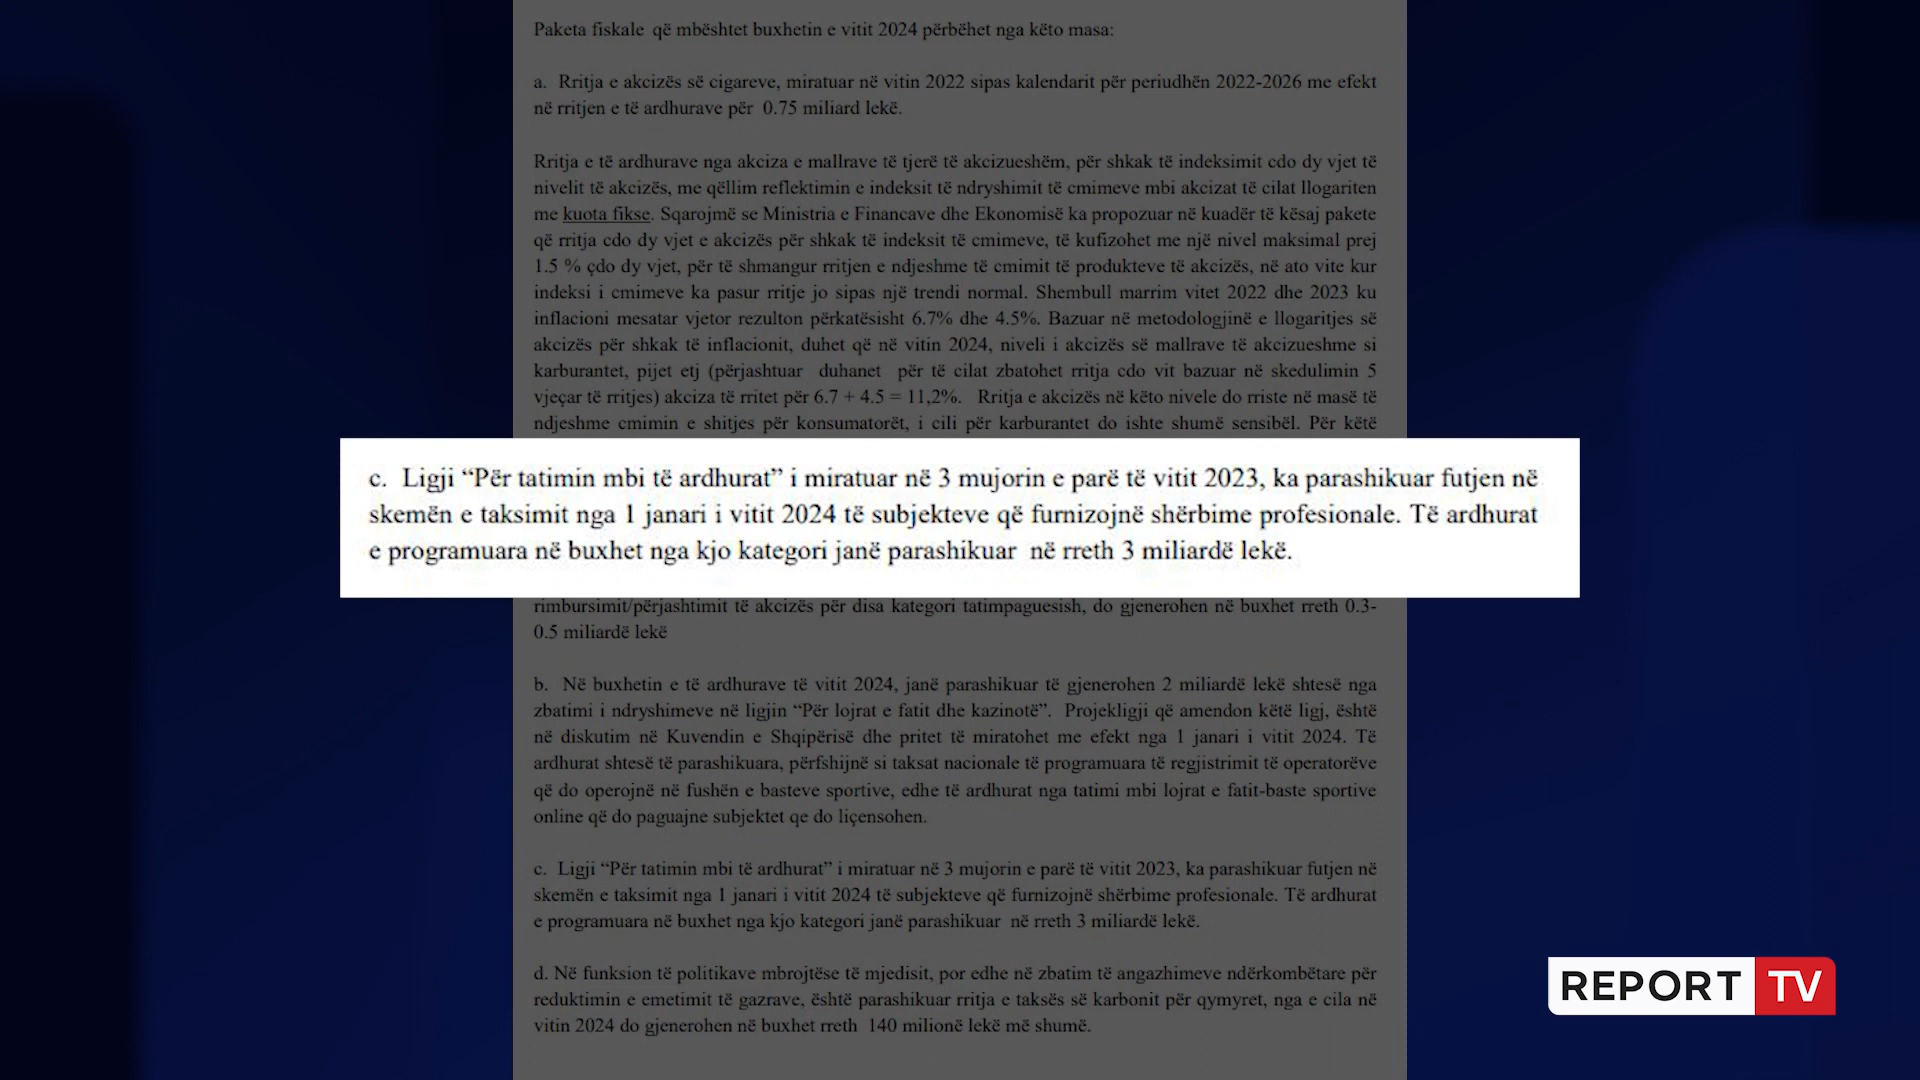 Paketa fiskale që mbështet buxhetin e vitit 2024 përbëhet nga këto masa:
a. Rritja e akcizës së cigareve, miratuar në vitin 2022 sipas kalendarit për periudhën 2022-2026 me efekt
në rritjen e të ardhurave për 0.75 miliard lekë.
Rritja e të ardhurave nga akciza e mallrave të tjerë të akcizueshëm, për shkak të indeksimit cdo dy vjet të
nivelit të akcizës, me qëllim reflektimin e indeksit të ndryshimit të cmimeve mbi akcizat të cilat llogariten
me kuota fikse. Sqarojmë se Ministria e Financave dhe Ekonomisë ka propozuar në kuadër të kësaj pakete
që rritja cdo dy vjet e akcizës për shkak të indeksit të cmimeve, të kufizohet me një nivel maksimal prej
1.5 % çdo dy vjet, për të shmangur rritjen e ndjeshme të cmimit të produkteve të akcizës, në ato vite kur
indeksi i cmimeve ka pasur rritje jo sipas një trendi normal. Shembull marrim vitet 2022 dhe 2023 ku
inflacioni mesatar vjetor rezulton përkatësisht 6.7% dhe 4.5%. Bazuar në metodologjinë e llogaritjes së
akcizës për shkak të inflacionit, duhet që në vitin 2024, niveli i akcizës së mallrave të akcizueshme si
karburantet, pijet etj (përjashtuar duhanet për të cilat zbatohet rritja cdo vit bazuar në skedulimin 5
vjeçar të rritjes) akciza të rritet për 6.7 + 4.5 = 11,2%. Rritja e akcizës në këto nivele do rriste në masë të
ndjeshme cmimin e shitjes për konsumatorët, i cili për karburantet do ishte shumë sensibël. Për këtë
c. Ligji “Për tatimin mbi të ardhurat” i miratuar në 3 mujorin e parë të vitit 2023, ka parashikuar futjen në
skemën e taksimit nga 1 janari i vitit 2024 të subjekteve që furnizojnë shërbime profesionale. Të ardhurat
e programuara në buxhet nga kjo kategori janë parashikuar në rreth 3 miliardë lekë.
rimbursimit/përjashtimit të akcizës për disa kategori tatimpaguesish, do gjenerohen në buxhet rreth 0.3-
0.5 miliardë lekë
b. Në buxhetin e të ardhurave të vitit 2024, janë parashikuar të gjenerohen 2 miliardë lekë shtesë nga
zbatimi i ndryshimeve në ligjin “Për lojrat e fatit dhe kazinotë”. Projekligji që amendon këtë ligj, është
në diskutim në Kuvendin e Shqipërisë dhe pritet të miratohet me efekt nga 1 janari i vitit 2024. Të
ardhurat shtesë të parashikuara, përfshijnë si taksat nacionale të programuara të regjistrimit të operatorëve
që do operojnë në fushën e basteve sportive, edhe të ardhurat nga tatimi mbi lojrat e fatit-baste sportive
online që do paguajne subjektet qe do liçensohen.
c. Ligji “Për tatimin mbi të ardhurat” i miratuar në 3 mujorin e parë të vitit 2023, ka parashikuar futjen në
skemën e taksimit nga 1 janari i vitit 2024 të subjekteve që furnizojnë shërbime profesionale. Të ardhurat
e programuara në buxhet nga kjo kategori janë parashikuar në rreth 3 miliardë lekë.
d. Në funksion të politikave mbrojtëse të mjedisit, por edhe në zbatim të angazhimeve ndërkombëtare për
reduktimin e emetimit të gazrave, është parashikuar rritja e taksës së karbonit për qymyret, nga e cila në
vitin 2024 do gjenerohen në buxhet rreth 140 milionë lekë më shumë.
REPORT TV